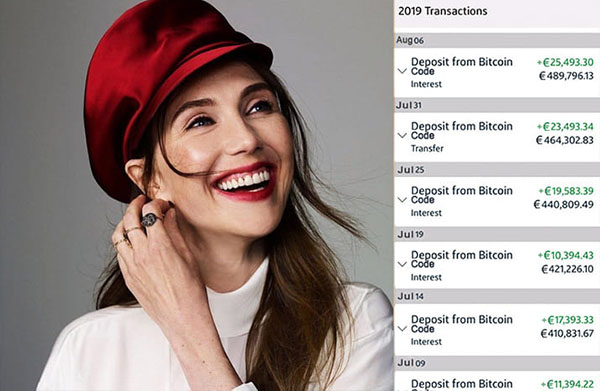 2019 Transactions
Aug 06
Deposit from Bitcoin +€25,493.30
Code €489,796.13
Interest
Jul 31
Deposit from Bitcoin +€23,493.34
Code €464,302.83
Transfer
Jul 25
Deposit from Bitcoin +€19,583.39
Code €440,809.49
Interest
Jul 19
Deposit from Bitcoin +€10,394.43
Code €421,226.10
Interest
Jul 14
Deposit from Bitcoin +€17,393.33
Code €410,831.67
Interest
Jul 09
Deposit from Bitcoin +€11,394.22